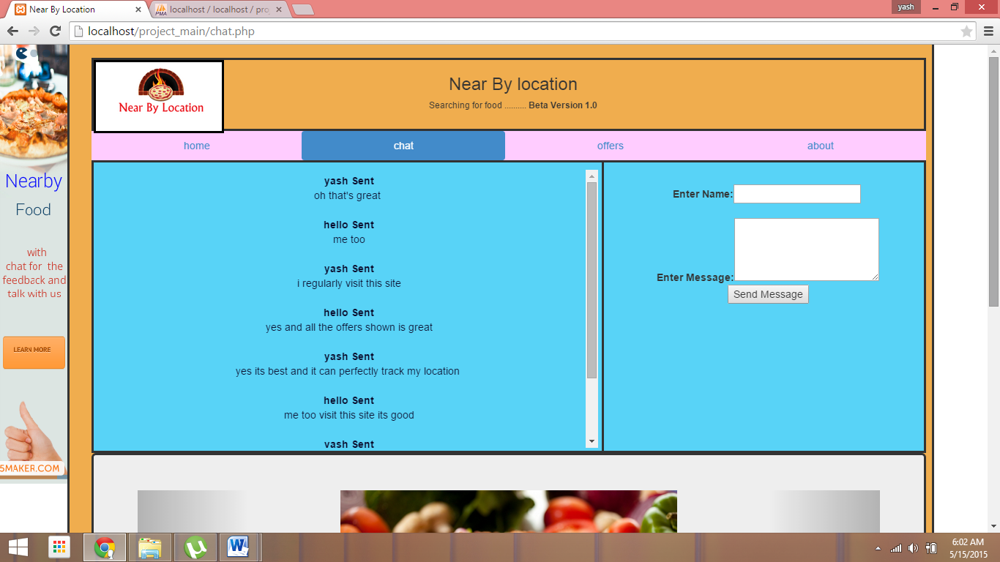 Near By Location
PMA
localhost / localhost / pro
yash
localhost/project_main/chat.php
Near By Location
Near By location
Searching for food .......... Beta Version 1.0
home
chat
offers
about
Nearby
Food
with
chat for the
feedback and
talk with us
LEARN MORE
5MAKER.COM
yash Sent
oh that's great
hello Sent
me too
yash Sent
i regularly visit this site
hello Sent
yes and all the offers shown is great
yash Sent
yes its best and it can perfectly track my location
hello Sent
me too visit this site its good
yash Sent
Enter Name:
Enter Message:
Send Message
6:02 AM
5/15/2015